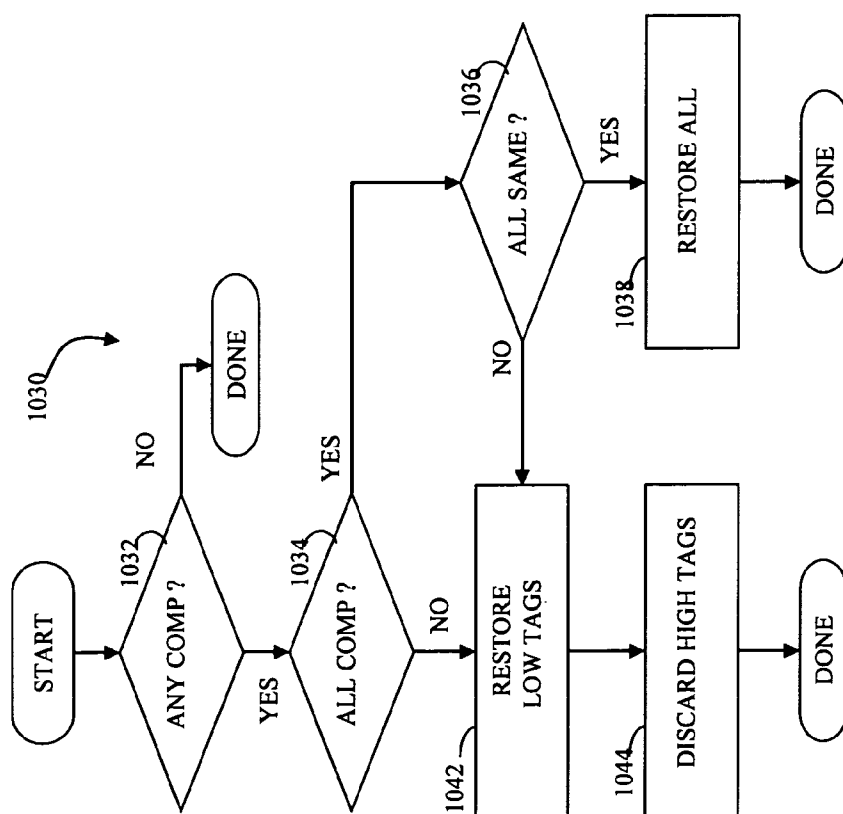 1030
START
1032
ANY COMP ?
NO
DONE
YES
1034
ALL COMP ?
YES
NO
1036
ALL SAME ?
NO
YES
1042
RESTORE
LOW TAGS
1038
RESTORE ALL
1044
DISCARD HIGH TAGS
DONE
DONE